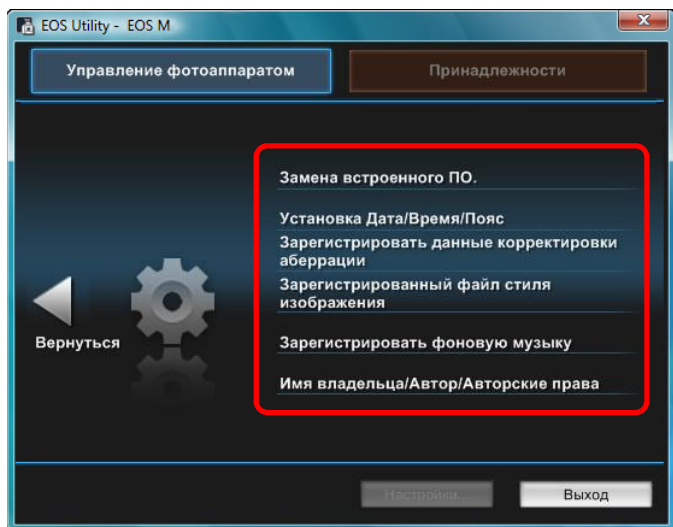 EOS Utility - EOS M
Управление фотоаппаратом
Принадлежности
Замена встроенного ПО.
Установка Дата/Время/Пояс
Зарегистрировать данные корректировки
аберрации
Зарегистрированный файл стиля
изображения
Вернуться
Зарегистрировать фоновую музыку
Имя владельца/Автор/Авторские права
Настройки...
Выход